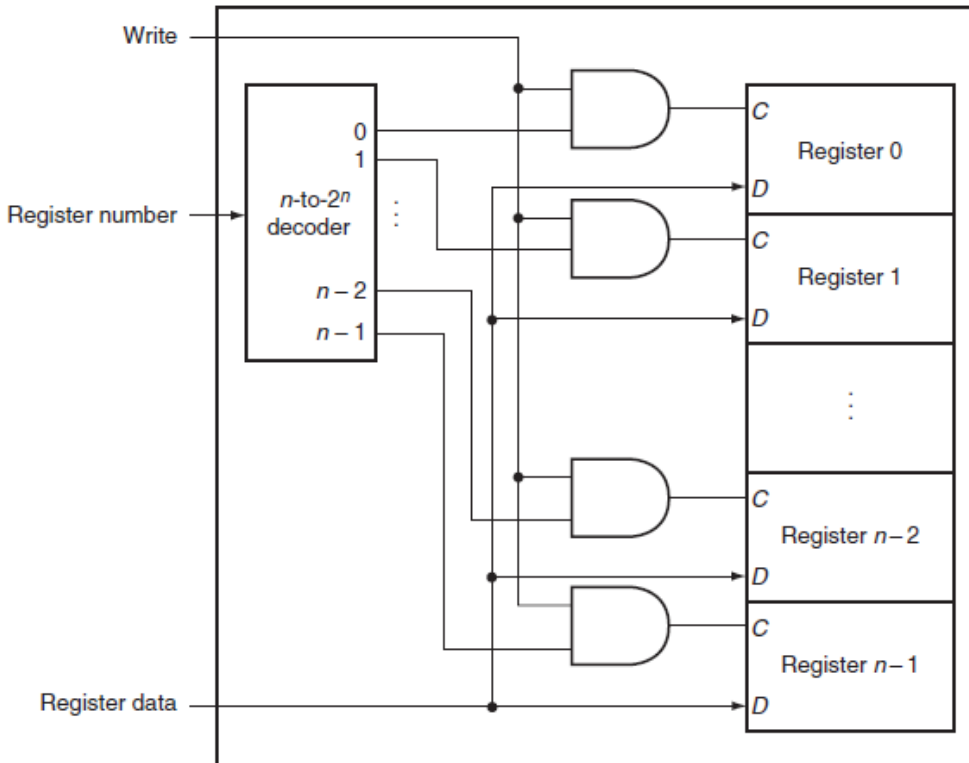 Write
0
1
n-to-2ⁿ
decoder
⋮
n – 2
n – 1
Register number
Register data
C
Register 0
D
C
Register 1
D
⋮
C
Register n – 2
D
C
Register n – 1
D